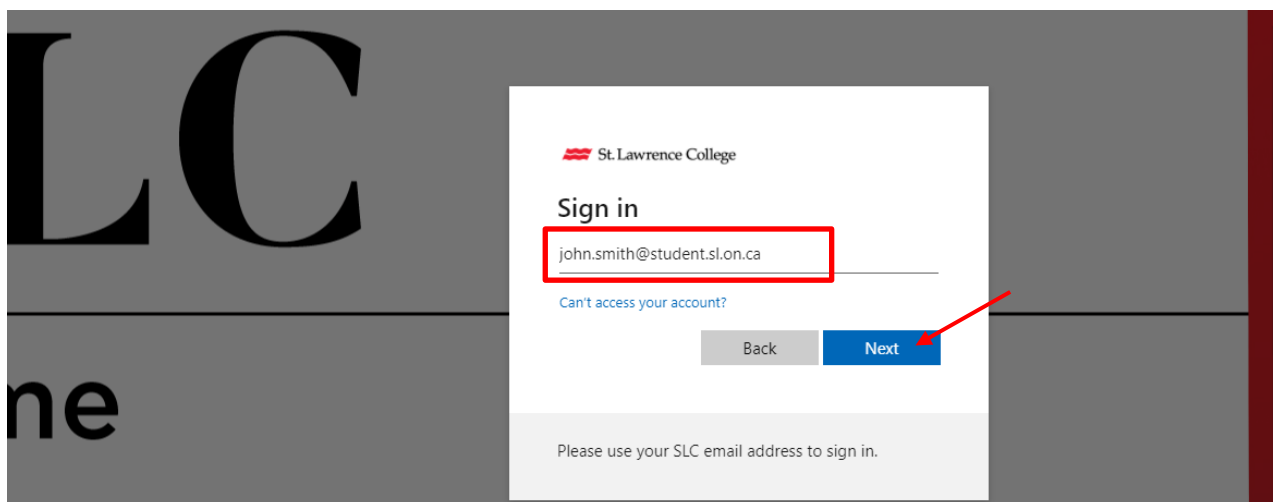 LC
me
St. Lawrence College
Sign in
john.smith@student.sl.on.ca
Can't access your account?
Back Next
Please use your SLC email address to sign in.